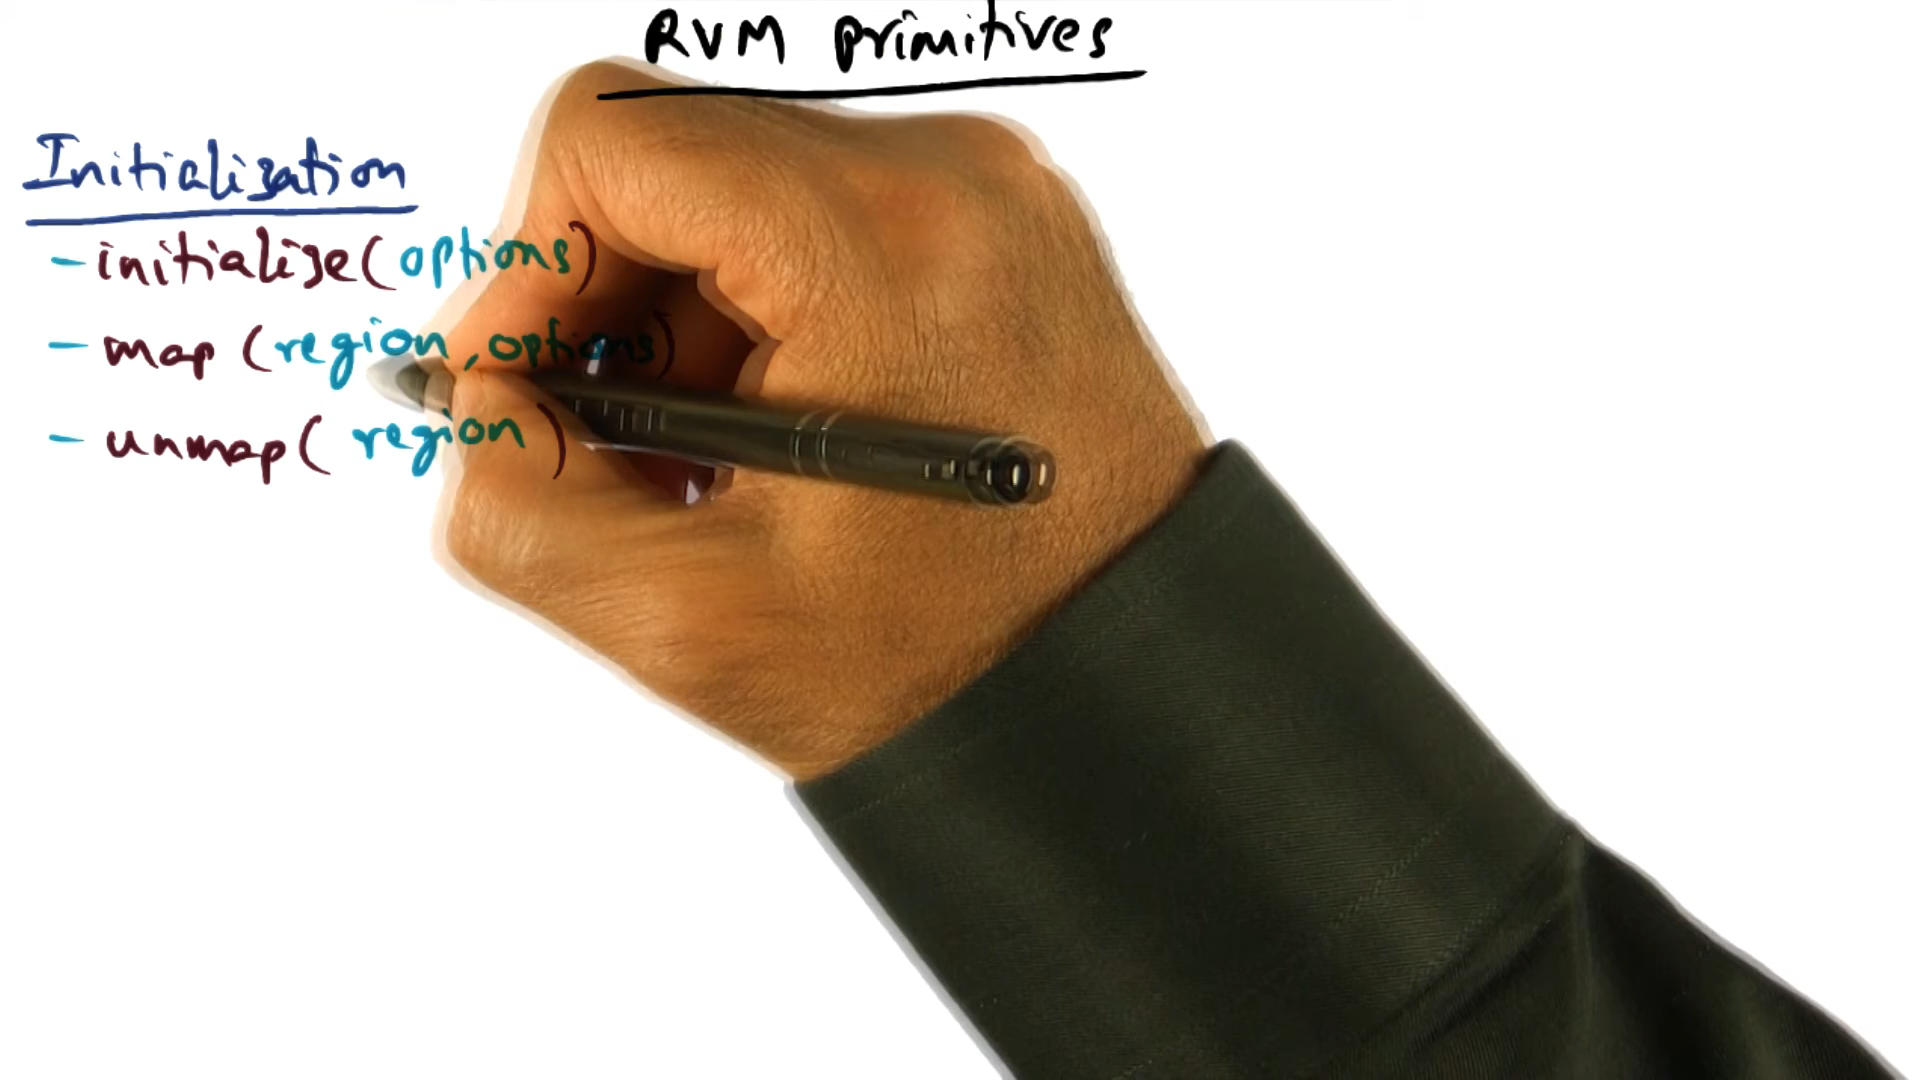 RVM primitives
Initialization
- initialize(options)
- map (region, options)
- unmap( region )